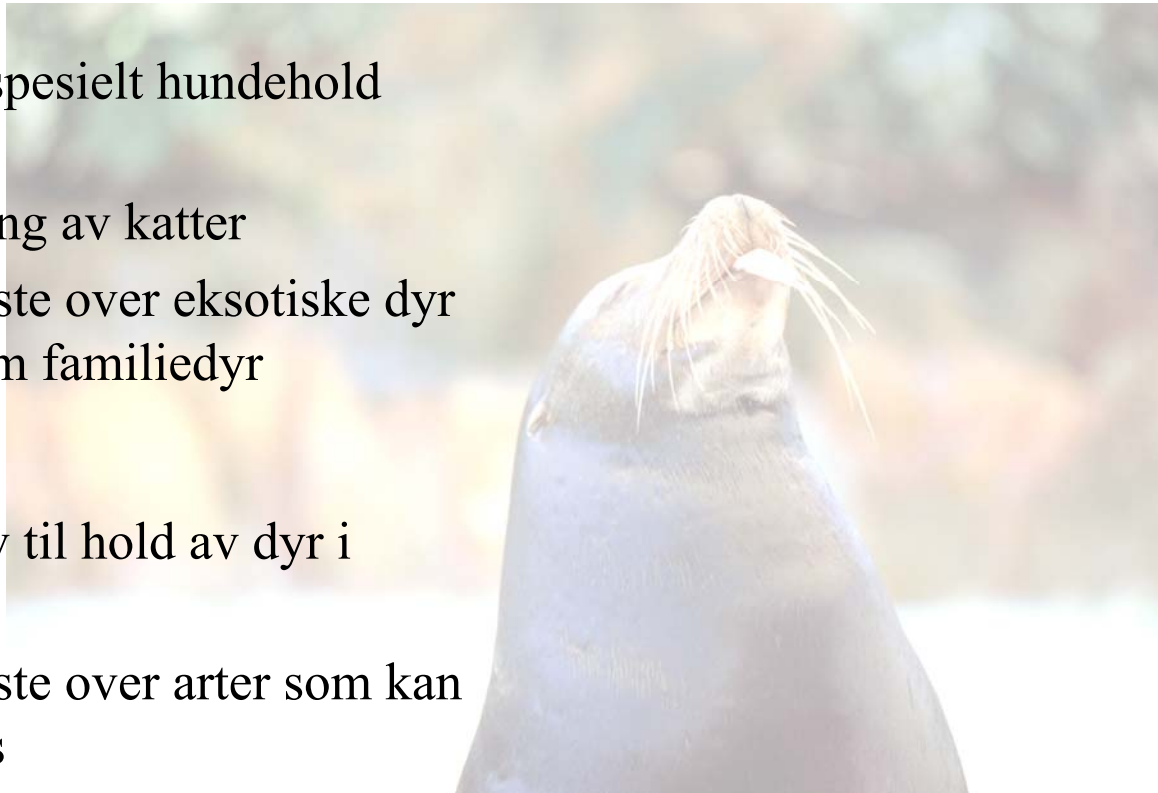 spesielt hundehold
ng av katter
ste over eksotiske dyr
m familiedyr
til hold av dyr i
ste over arter som kan
s